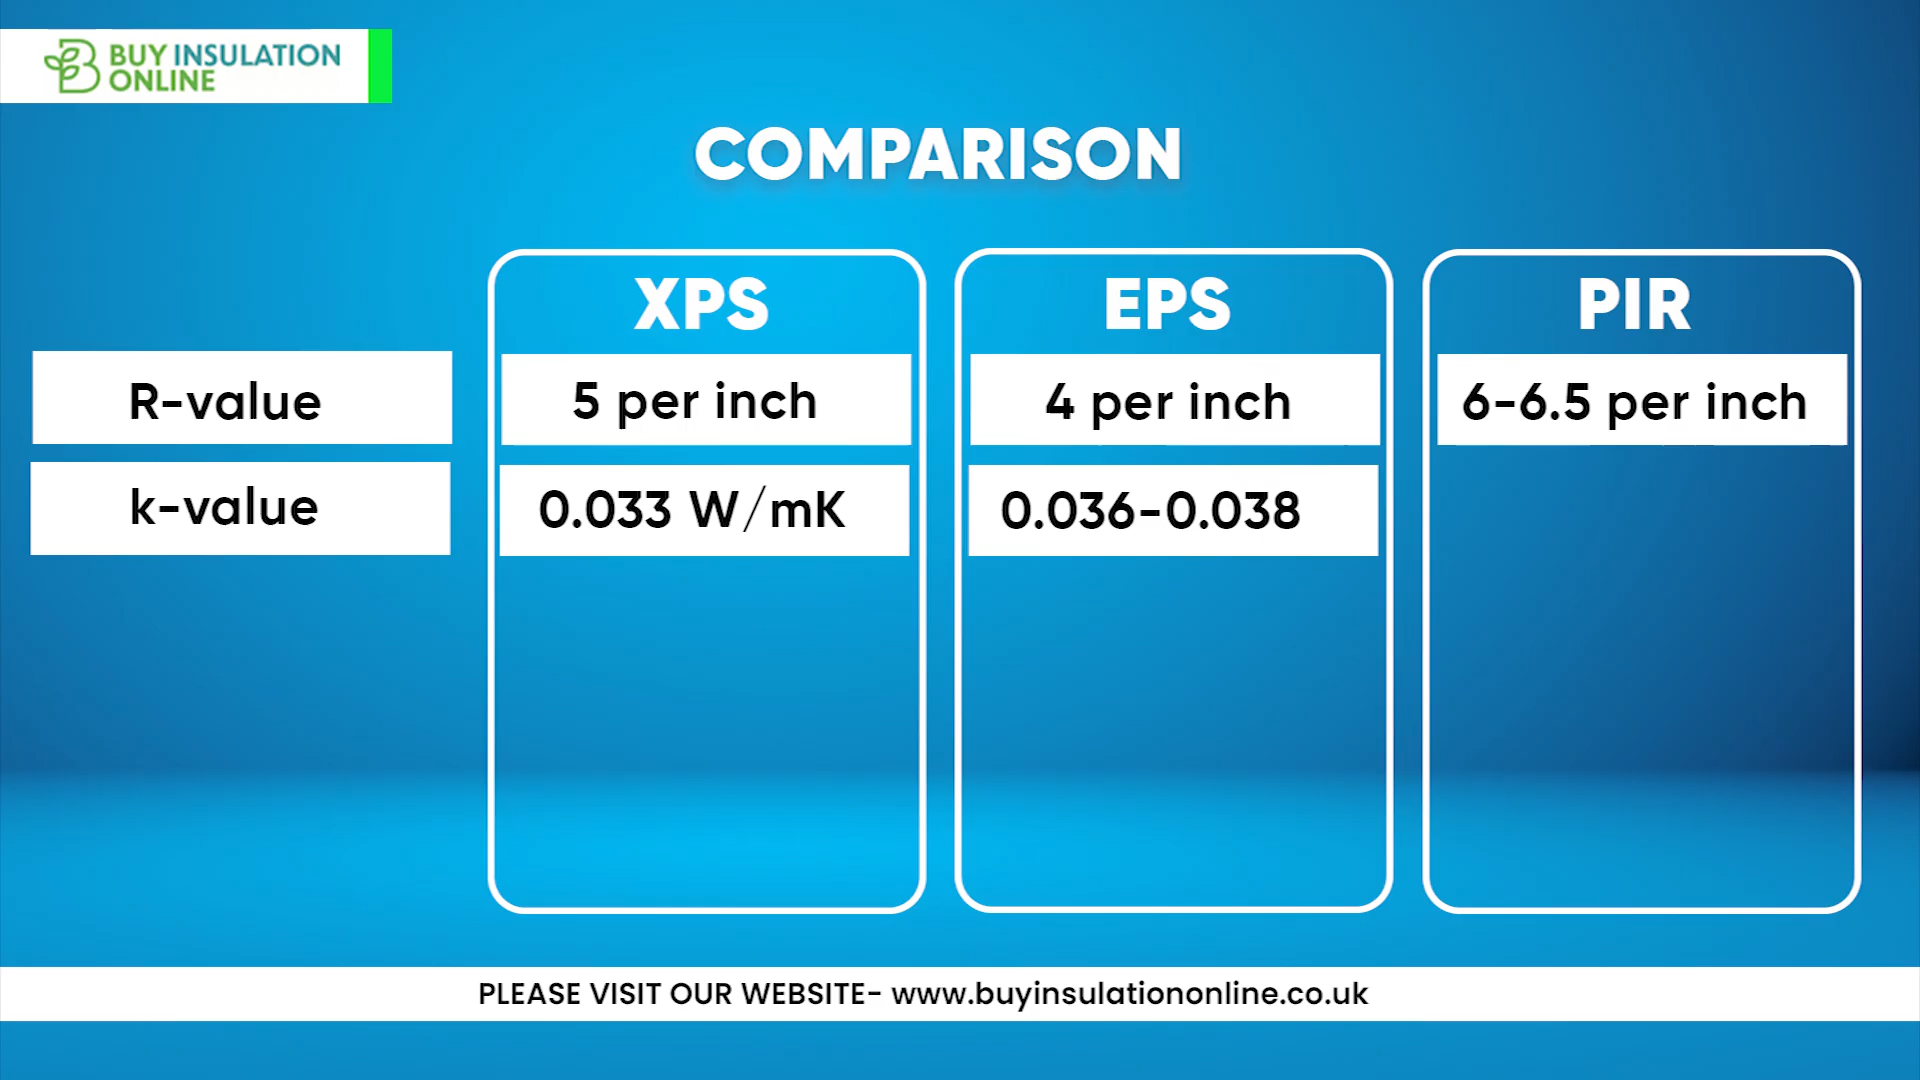 BUY INSULATION
ONLINE
COMPARISON
XPS EPS PIR
R-value 5 per inch 4 per inch 6-6.5 per inch
k-value 0.033 W/mK 0.036-0.038
PLEASE VISIT OUR WEBSITE- www.buyinsulationonline.co.uk